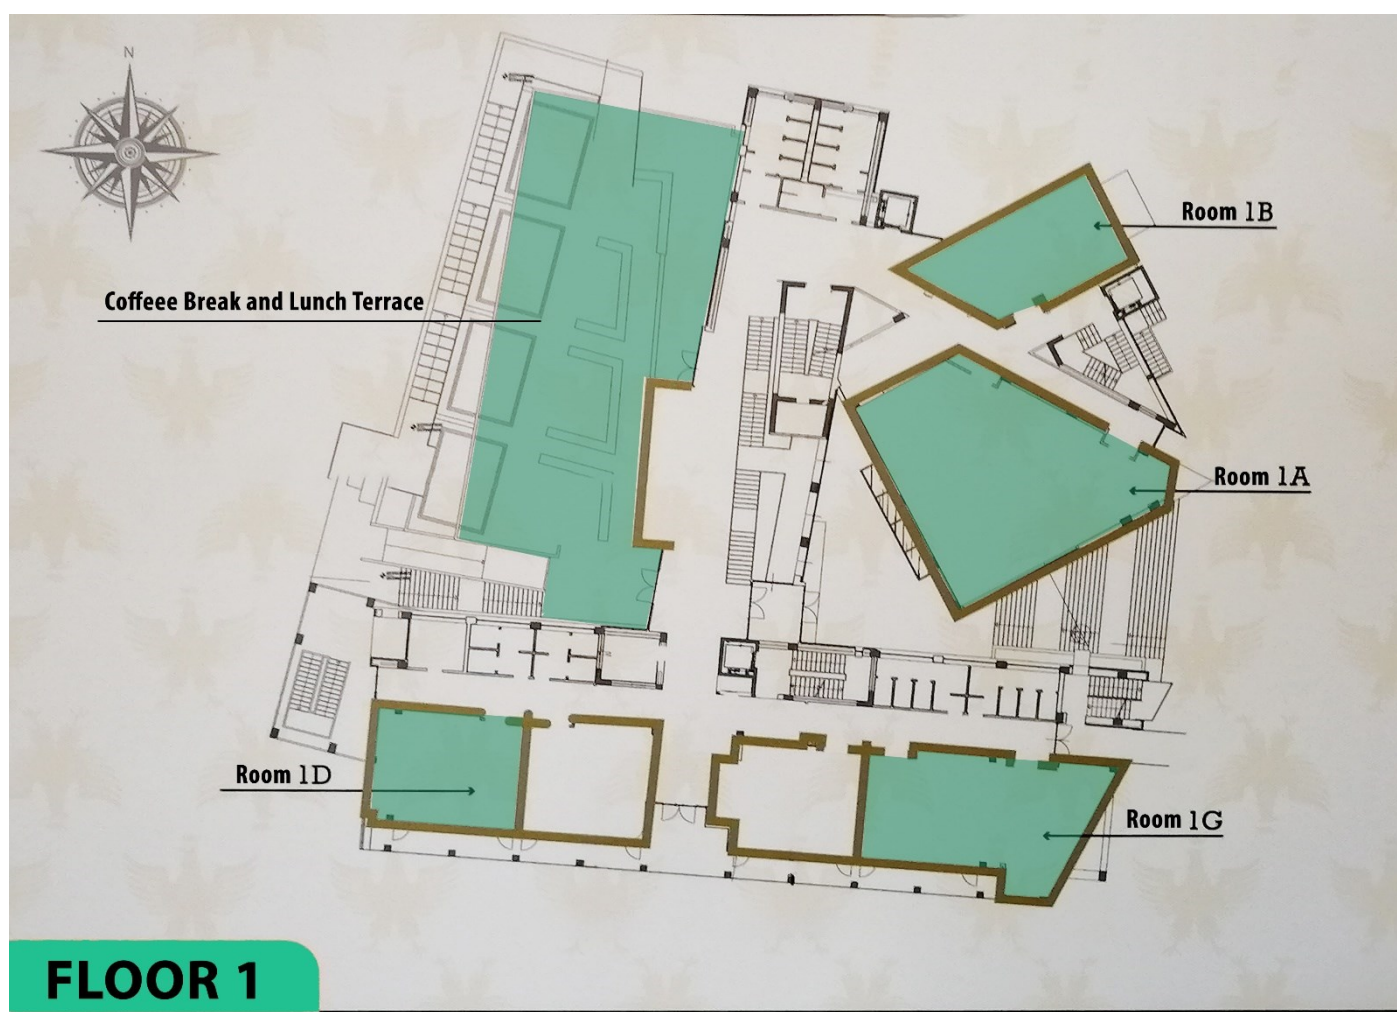 N
Room 1B
Coffeee Break and Lunch Terrace
Room 1A
Room 1D
Room 1G
FLOOR 1